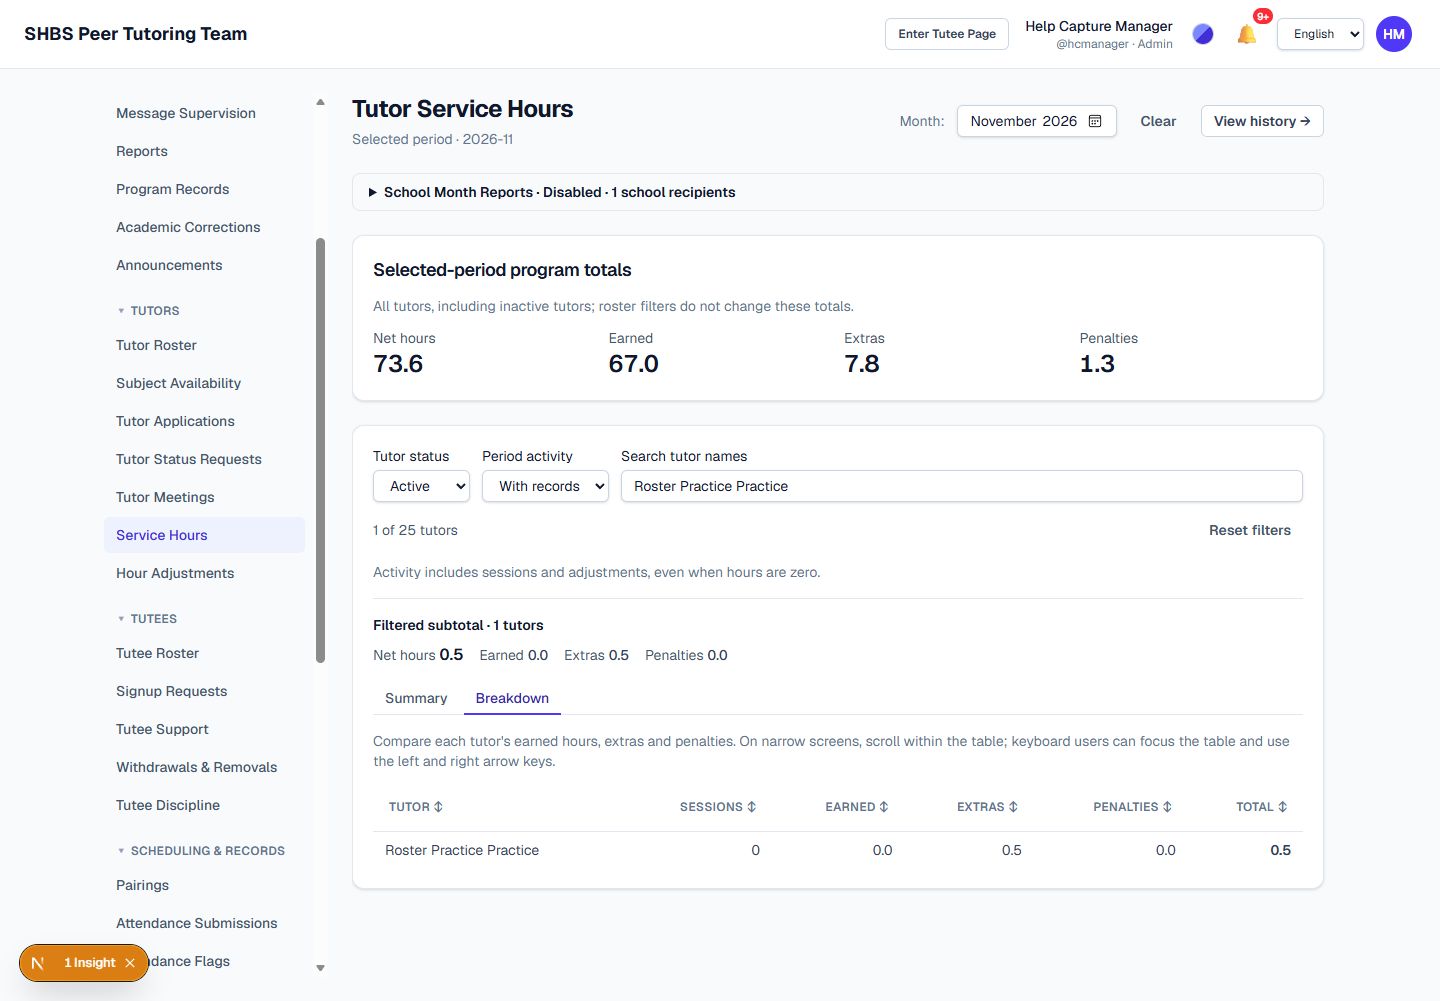 SHBS Peer Tutoring Team
Enter Tutee Page
Help Capture Manager
@hcmanager · Admin
9+
English
HM
Message Supervision
Reports
Program Records
Academic Corrections
Announcements
TUTORS
Tutor Roster
Subject Availability
Tutor Applications
Tutor Status Requests
Tutor Meetings
Service Hours
Hour Adjustments
TUTEES
Tutee Roster
Signup Requests
Tutee Support
Withdrawals & Removals
Tutee Discipline
SCHEDULING & RECORDS
Pairings
Attendance Submissions
ndance Flags
N 1 Insight ×
Tutor Service Hours
Selected period · 2026-11
Month: November 2026 Clear View history →
▶ School Month Reports · Disabled · 1 school recipients
Selected-period program totals
All tutors, including inactive tutors; roster filters do not change these totals.
Net hours Earned Extras Penalties
73.6 67.0 7.8 1.3
Tutor status Period activity Search tutor names
Active With records Roster Practice Practice
1 of 25 tutors Reset filters
Activity includes sessions and adjustments, even when hours are zero.
Filtered subtotal · 1 tutors
Net hours 0.5 Earned 0.0 Extras 0.5 Penalties 0.0
Summary Breakdown
Compare each tutor's earned hours, extras and penalties. On narrow screens, scroll within the table; keyboard users can focus the table and use
the left and right arrow keys.
TUTOR SESSIONS EARNED EXTRAS PENALTIES TOTAL
Roster Practice Practice 0 0.0 0.5 0.0 0.5